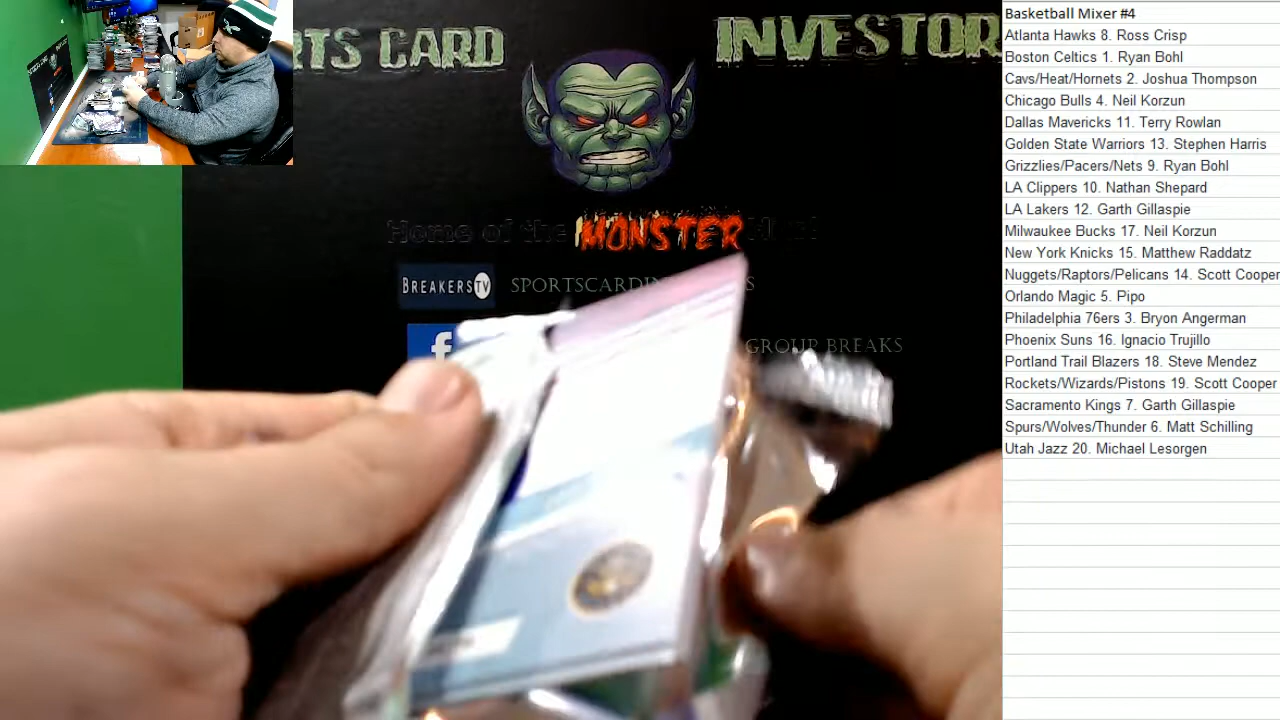 RTS CARD
INVESTOR
Home of the MONSTER
BREAKERSTV
SPORTSCARDIN
S
f
GROUP BREAKS
Basketball Mixer #4
Atlanta Hawks 8. Ross Crisp
Boston Celtics 1. Ryan Bohl
Cavs/Heat/Hornets 2. Joshua Thompson
Chicago Bulls 4. Neil Korzun
Dallas Mavericks 11. Terry Rowlan
Golden State Warriors 13. Stephen Harris
Grizzlies/Pacers/Nets 9. Ryan Bohl
LA Clippers 10. Nathan Shepard
LA Lakers 12. Garth Gillaspie
Milwaukee Bucks 17. Neil Korzun
New York Knicks 15. Matthew Raddatz
Nuggets/Raptors/Pelicans 14. Scott Cooper
Orlando Magic 5. Pipo
Philadelphia 76ers 3. Bryon Angerman
Phoenix Suns 16. Ignacio Trujillo
Portland Trail Blazers 18. Steve Mendez
Rockets/Wizards/Pistons 19. Scott Cooper
Sacramento Kings 7. Garth Gillaspie
Spurs/Wolves/Thunder 6. Matt Schilling
Utah Jazz 20. Michael Lesorgen